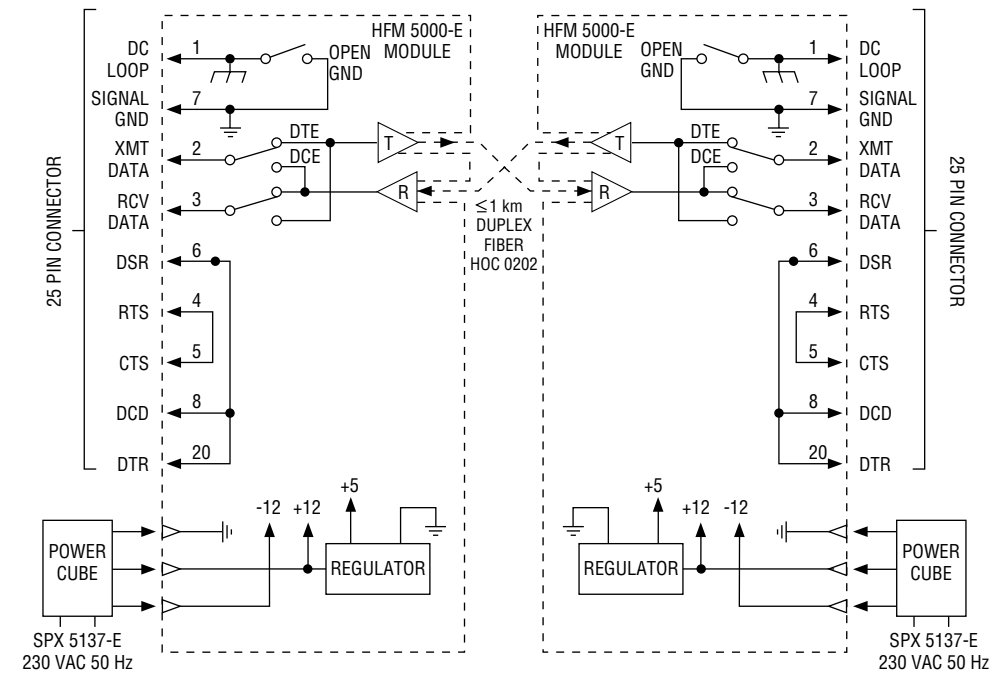 HFM 5000-E
MODULE
HFM 5000-E
MODULE
DC
LOOP
1
OPEN
GND
SIGNAL
GND
7
XMT
DATA
2
DTE
DCE
T
RCV
DATA
3
R
DSR
6
RTS
4
CTS
5
DCD
8
DTR
20
25 PIN CONNECTOR
≤1 km
DUPLEX
FIBER
HOC 0202
OPEN
GND
1
DC
LOOP
7
SIGNAL
GND
T
DTE
DCE
2
XMT
DATA
R
3
RCV
DATA
6
DSR
4
RTS
5
CTS
8
DCD
20
DTR
25 PIN CONNECTOR
-12
+12
+5
POWER
CUBE
REGULATOR
SPX 5137-E
230 VAC 50 Hz
+5
+12
-12
REGULATOR
POWER
CUBE
SPX 5137-E
230 VAC 50 Hz